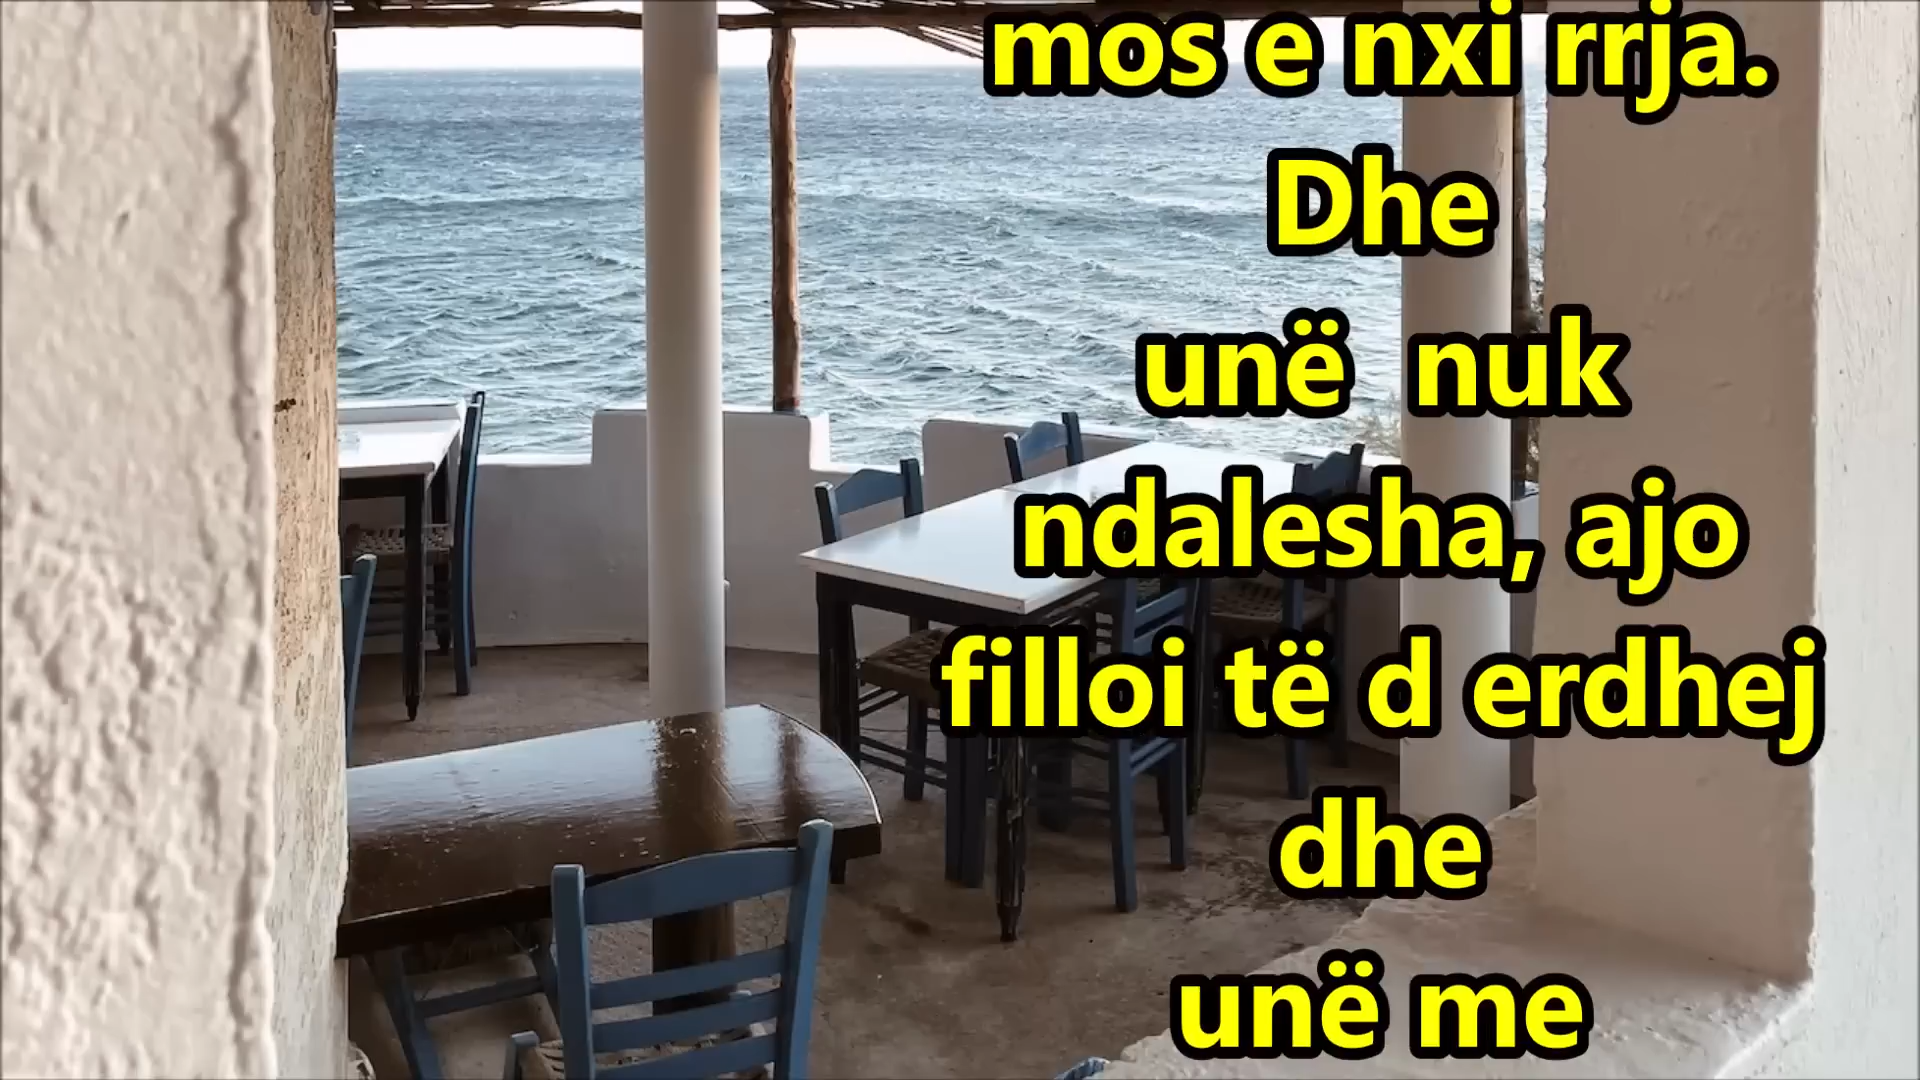 mos e nxi rrja.
Dhe
unë  nuk
ndalesha, ajo
filloi të d erdhej
dhe
unë me